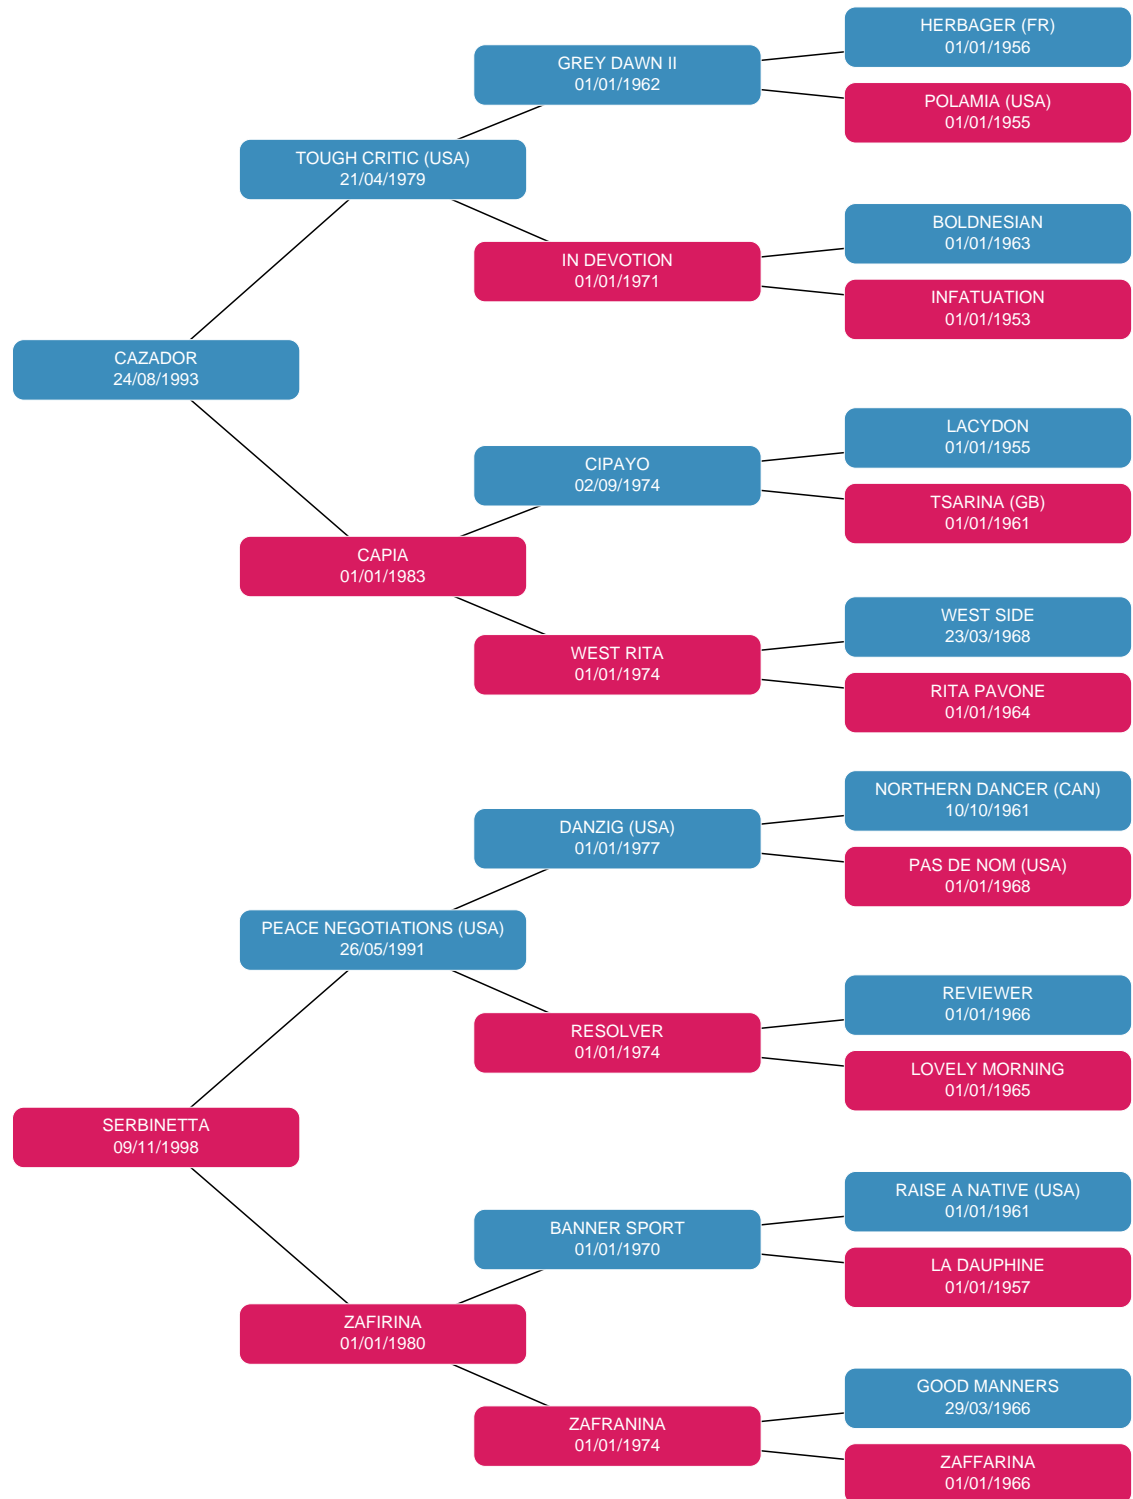 HERBAGER (FR)
01/01/1956
GREY DAWN II
01/01/1962
POLAMIA (USA)
01/01/1955
TOUGH CRITIC (USA)
21/04/1979
BOLDNESIAN
01/01/1963
IN DEVOTION
01/01/1971
INFATUATION
01/01/1953
CAZADOR
24/08/1993
LACYDON
01/01/1955
CIPAYO
02/09/1974
TSARINA (GB)
01/01/1961
CAPIA
01/01/1983
WEST SIDE
23/03/1968
WEST RITA
01/01/1974
RITA PAVONE
01/01/1964
NORTHERN DANCER (CAN)
10/10/1961
DANZIG (USA)
01/01/1977
PAS DE NOM (USA)
01/01/1968
PEACE NEGOTIATIONS (USA)
26/05/1991
REVIEWER
01/01/1966
RESOLVER
01/01/1974
LOVELY MORNING
01/01/1965
SERBINETTA
09/11/1998
RAISE A NATIVE (USA)
01/01/1961
BANNER SPORT
01/01/1970
LA DAUPHINE
01/01/1957
ZAFIRINA
01/01/1980
GOOD MANNERS
29/03/1966
ZAFRANINA
01/01/1974
ZAFFARINA
01/01/1966